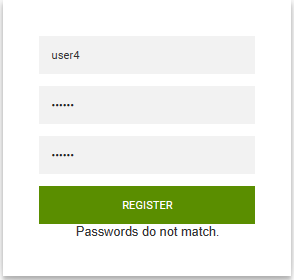 user4
••••••
••••••
REGISTER
Passwords do not match.